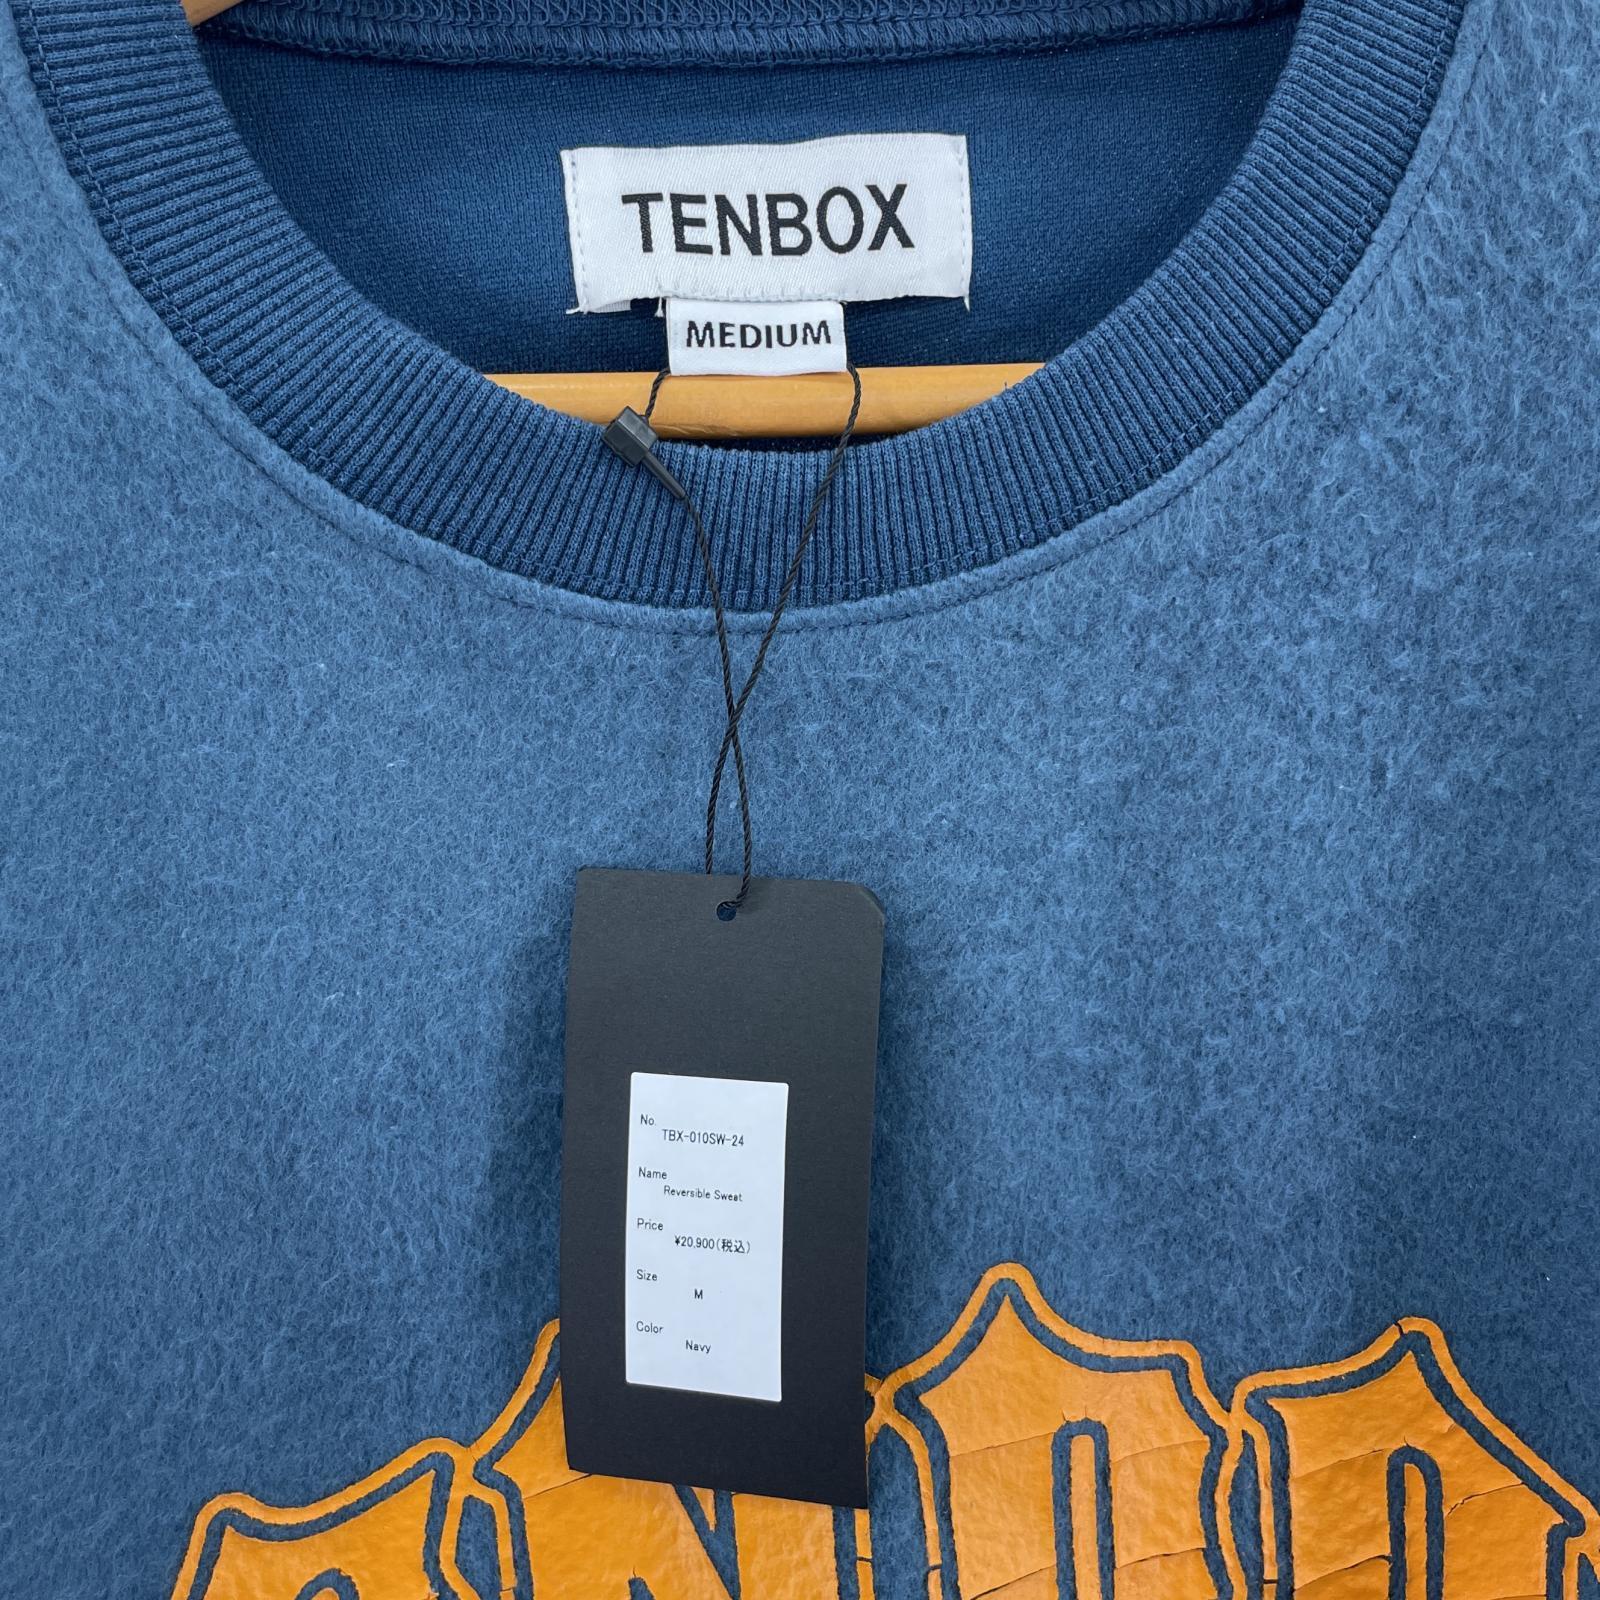 TENBOX
MEDIUM
No.
TBX-010SW-24
Name
Reversible Sweat
Price
¥20,900(税込)
Size
M
Color
Navy